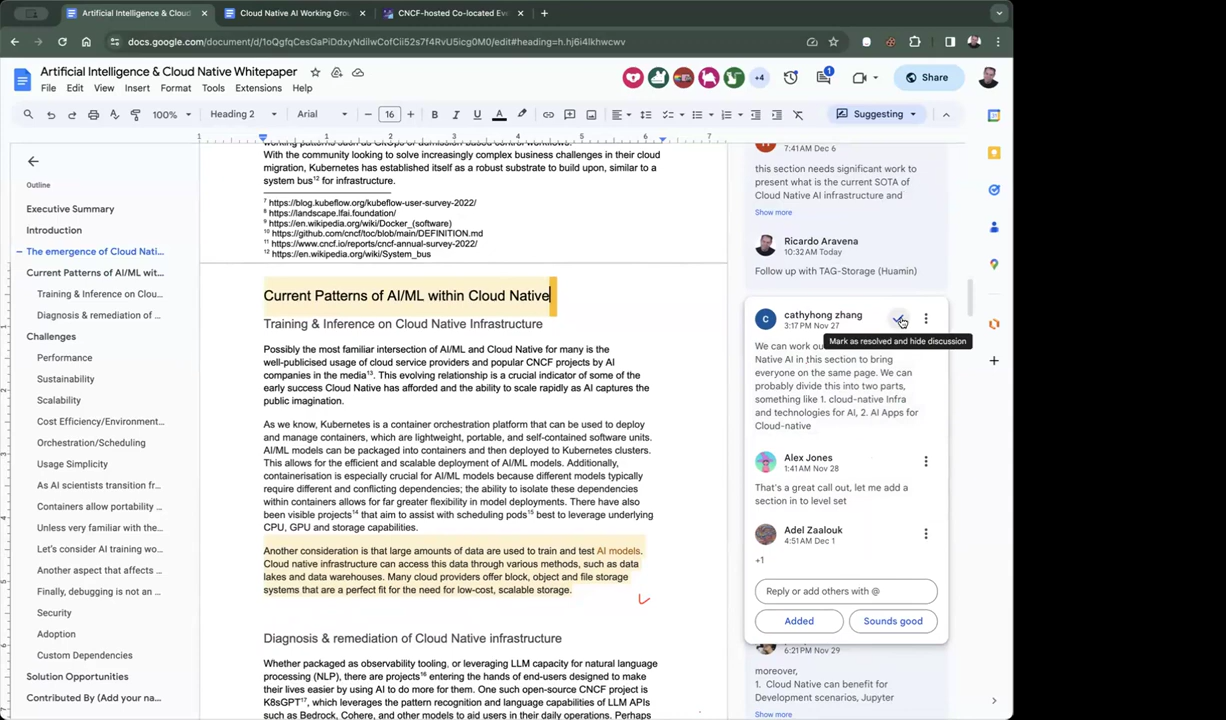 Artificial Intelligence & Cloud
Cloud Native AI Working Gro
CNCF-hosted Co-located Eve
docs.google.com/document/d/1oQgfqCesGaPiDdxyNdilwCofCii52s7f4RvU5icg0M0/edit#heading=h.hj6i4lkhwcwv
Artificial Intelligence & Cloud Native Whitepaper
File Edit View Insert Format Tools Extensions Help
+4
1
Share
100%
Heading 2
Arial
16
Suggesting
1 1 2 3 4 5 6 7
Outline
Executive Summary
Introduction
The emergence of Cloud Nati...
Current Patterns of AI/ML wit...
Training & Inference on Clou...
Diagnosis & remediation of ...
Challenges
Performance
Sustainability
Scalability
Cost Efficiency/Environment...
Orchestration/Scheduling
Usage Simplicity
As AI scientists transition fr...
Containers allow portability ...
Unless very familiar with the...
Let's consider AI training wo...
Another aspect that affects ...
Finally, debugging is not an ...
Security
Adoption
Custom Dependencies
Solution Opportunities
Contributed By (Add your na...
working patterns such as GitOps or admission-based control workflows.
With the community looking to solve increasingly complex business challenges in their cloud
migration, Kubernetes has established itself as a robust substrate to build upon, similar to a
system bus¹² for infrastructure.
⁷ https://blog.kubeflow.org/kubeflow-user-survey-2022/
⁸ https://landscape.lfai.foundation/
⁹ https://en.wikipedia.org/wiki/Docker_(software)
¹⁰ https://github.com/cncf/toc/blob/main/DEFINITION.md
¹¹ https://www.cncf.io/reports/cncf-annual-survey-2022/
¹² https://en.wikipedia.org/wiki/System_bus
Current Patterns of AI/ML within Cloud Native
Training & Inference on Cloud Native Infrastructure
Possibly the most familiar intersection of AI/ML and Cloud Native for many is the
well-publicised usage of cloud service providers and popular CNCF projects by AI
companies in the media¹³. This evolving relationship is a crucial indicator of some of the
early success Cloud Native has afforded and the ability to scale rapidly as AI captures the
public imagination.
As we know, Kubernetes is a container orchestration platform that can be used to deploy
and manage containers, which are lightweight, portable, and self-contained software units.
AI/ML models can be packaged into containers and then deployed to Kubernetes clusters.
This allows for the efficient and scalable deployment of AI/ML models. Additionally,
containerisation is especially crucial for AI/ML models because different models typically
require different and conflicting dependencies; the ability to isolate these dependencies
within containers allows for far greater flexibility in model deployments. There have also
been visible projects¹⁴ that aim to assist with scheduling pods¹⁵ best to leverage underlying
CPU, GPU and storage capabilities.
Another consideration is that large amounts of data are used to train and test AI models.
Cloud native infrastructure can access this data through various methods, such as data
lakes and data warehouses. Many cloud providers offer block, object and file storage
systems that are a perfect fit for the need for low-cost, scalable storage.
Diagnosis & remediation of Cloud Native infrastructure
Whether packaged as observability tooling, or leveraging LLM capacity for natural language
processing (NLP), there are projects¹⁶ entering the hands of end-users designed to make
their lives easier by using AI to do more for them. One such open-source CNCF project is
K8sGPT¹⁷, which leverages the pattern recognition and language capabilities of LLM APIs
such as Bedrock, Cohere, and other models to aid users in their daily operations. Perhaps
7:41AM Dec 6
this section needs significant work to
present what is the current SOTA of
Cloud Native AI infrastructure and
Show more
Ricardo Aravena
10:32AM Today
Follow up with TAG-Storage (Huamin)
C
cathyhong zhang
3:17PM Nov 27
Mark as resolved and hide discussion
We can work ou
Native AI in this section to bring
everyone on the same page. We can
probably divide this into two parts,
something like 1. cloud-native Infra
and technologies for AI, 2. AI Apps for
Cloud-native
Alex Jones
1:41AM Nov 28
That's a great call out, let me add a
section in to level set
Adel Zaalouk
4:51AM Dec 1
+1
Reply or add others with @
Added
Sounds good
6:21PM Nov 29
moreover,
1. Cloud Native can benefit for
Development scenarios, Jupyter
Show more